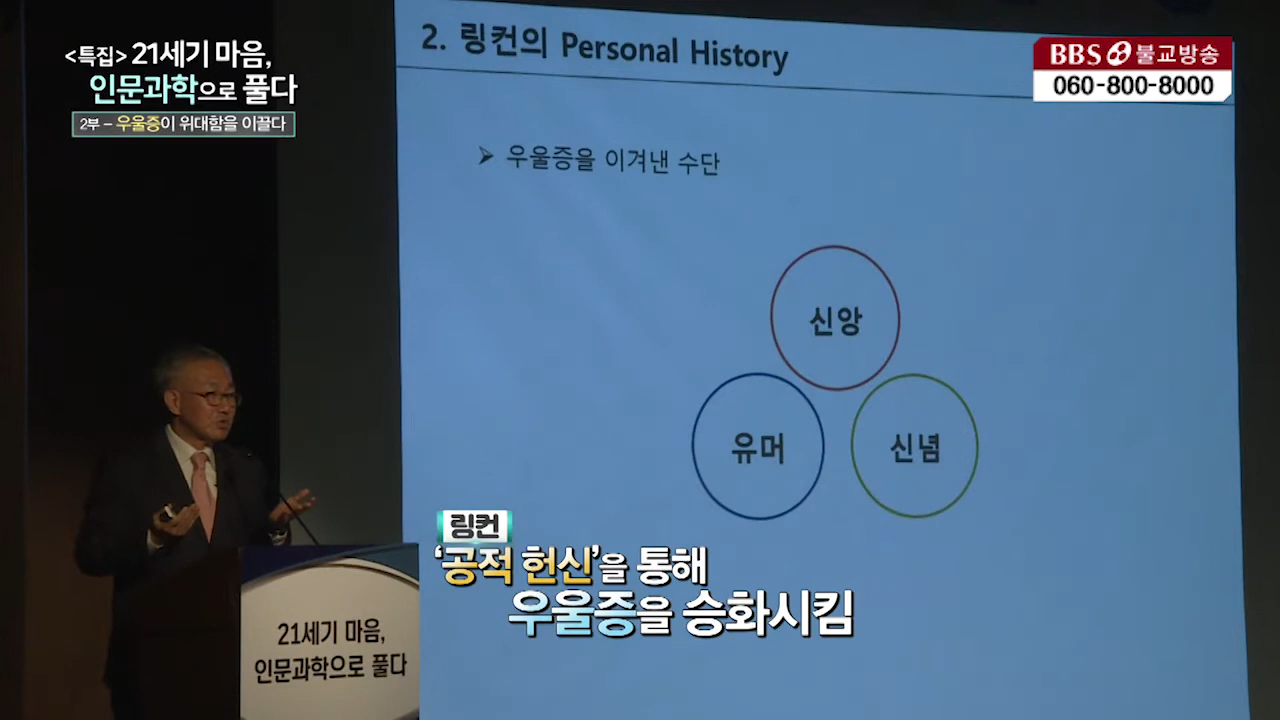 <특집> 21세기 마음,
인문과학으로 풀다
2부 - 우울증이 위대함을 이끌다
2. 링컨의 Personal History
BBS 불교방송
060-800-8000
➤ 우울증을 이겨낸 수단
신앙
유머
신념
링컨
‘공적 헌신’을 통해
우울증을 승화시킴
21세기 마음,
인문과학으로 풀다